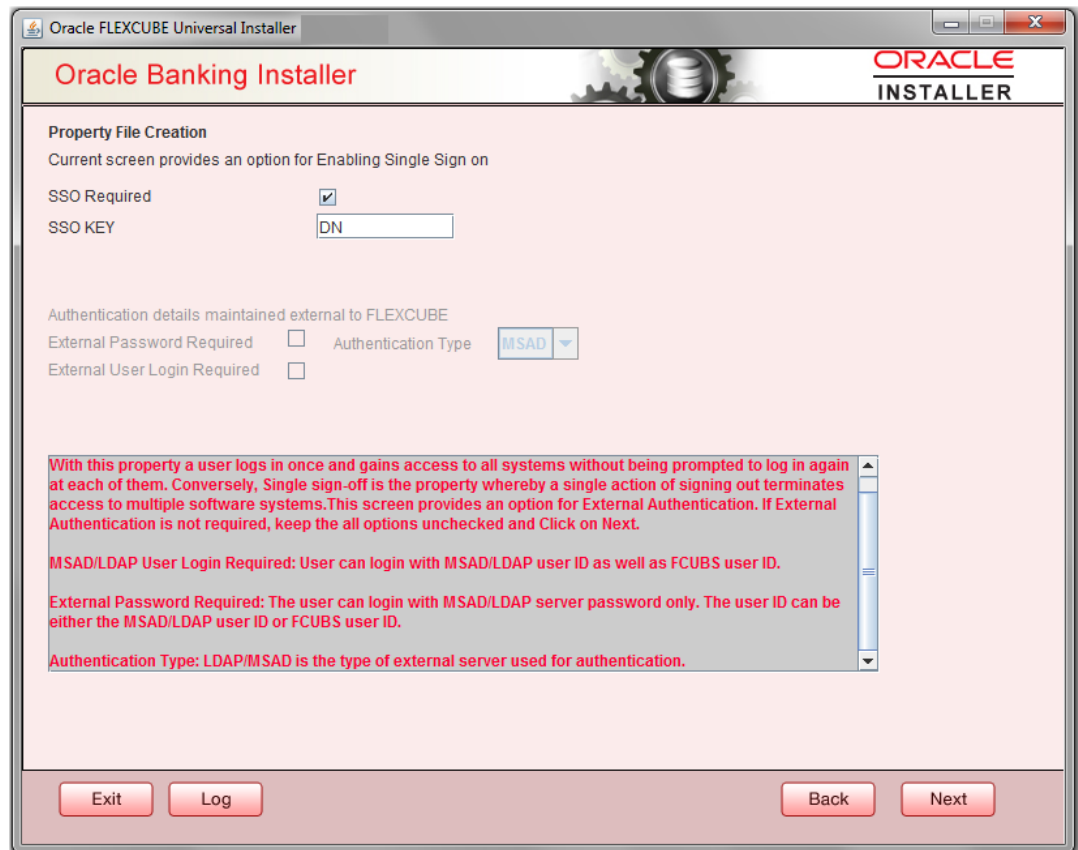 Oracle FLEXCUBE Universal Installer
Oracle Banking Installer
ORACLE
INSTALLER
Property File Creation
Current screen provides an option for Enabling Single Sign on
SSO Required
SSO KEY DN
Authentication details maintained external to FLEXCUBE
External Password Required Authentication Type MSAD
External User Login Required
With this property a user logs in once and gains access to all systems without being prompted to log in again
at each of them. Conversely, Single sign-off is the property whereby a single action of signing out terminates
access to multiple software systems.This screen provides an option for External Authentication. If External
Authentication is not required, keep the all options unchecked and Click on Next.
MSAD/LDAP User Login Required: User can login with MSAD/LDAP user ID as well as FCUBS user ID.
External Password Required: The user can login with MSAD/LDAP server password only. The user ID can be
either the MSAD/LDAP user ID or FCUBS user ID.
Authentication Type: LDAP/MSAD is the type of external server used for authentication.
Exit Log Back Next